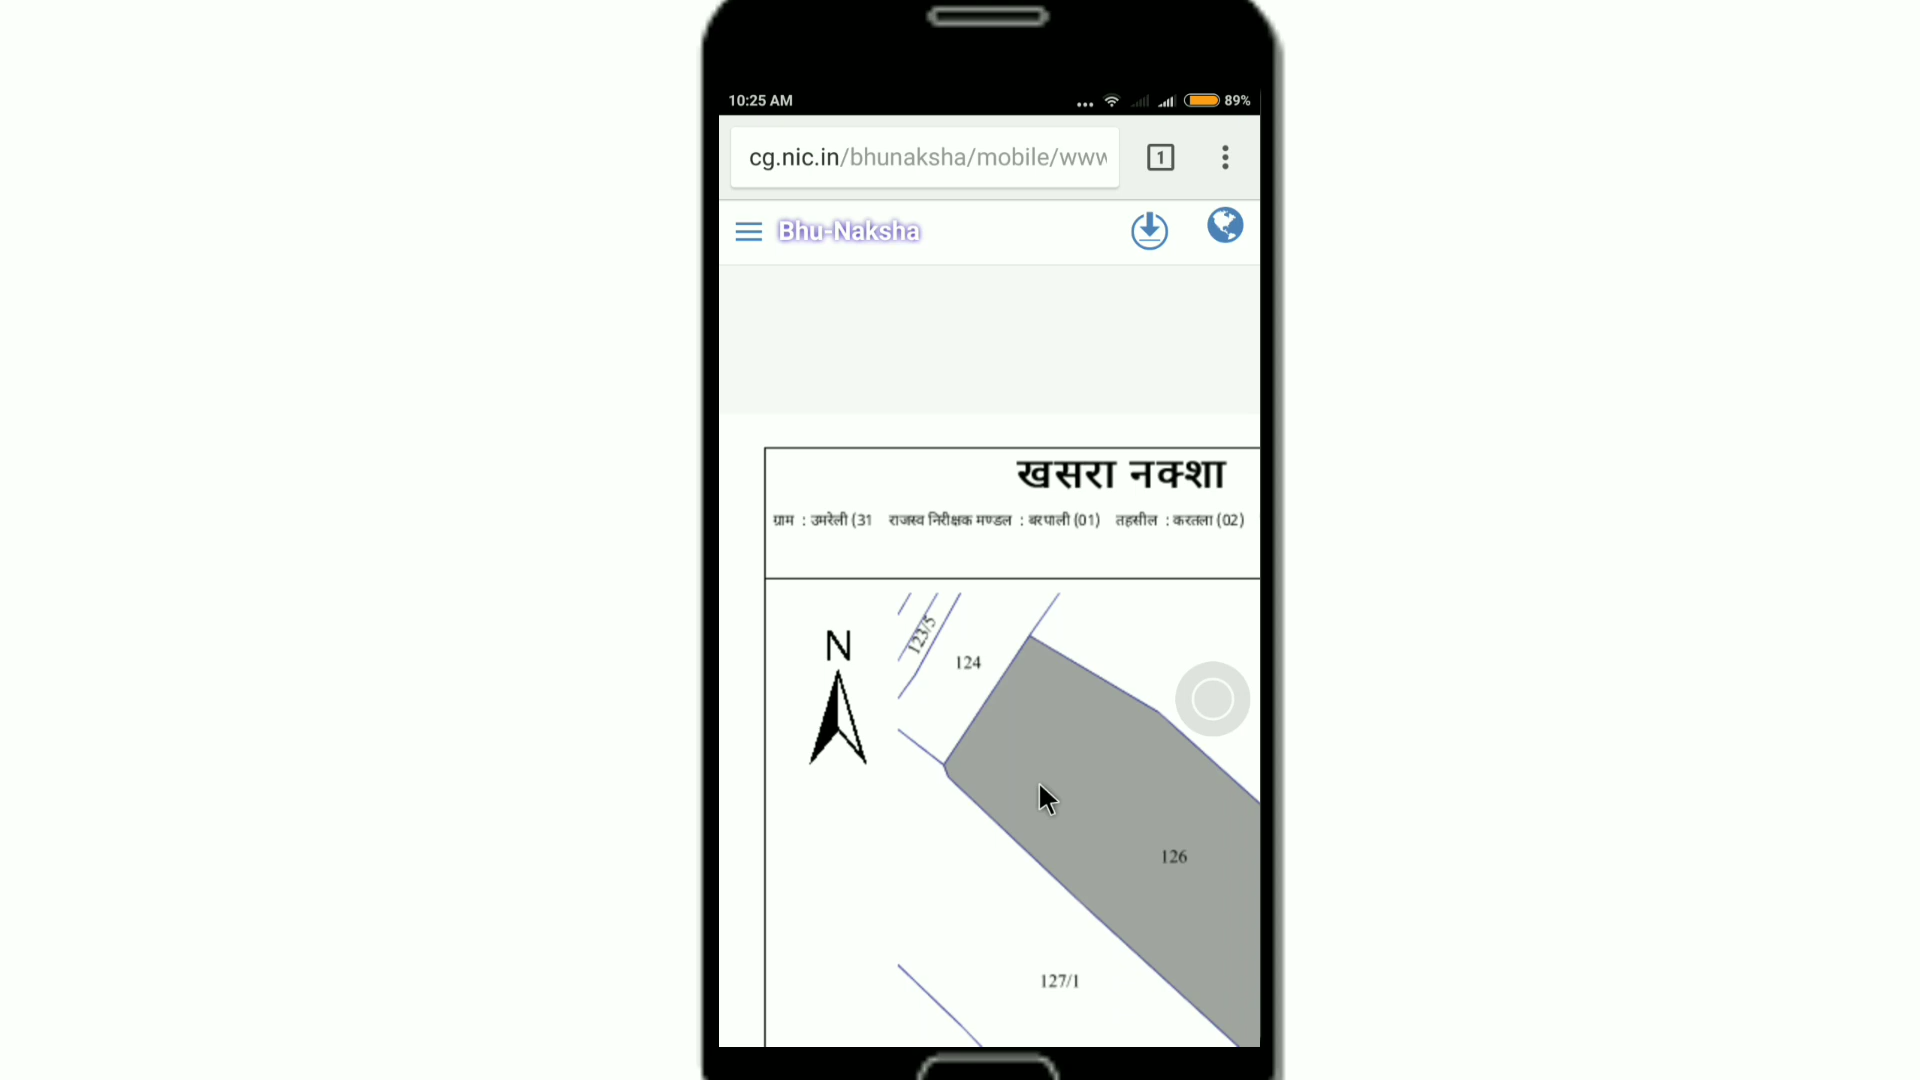 10:25 AM 89%
cg.nic.in/bhunaksha/mobile/www
1
Bhu-Naksha
खसरा नक्शा
ग्राम : उमरेली (31 राजस्व निरीक्षक मण्डल : बरपाली (01) तहसील : करतला (02)
N
123/5
124
126
127/1